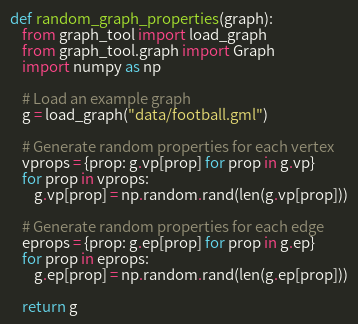 def random_graph_properties(graph):
    from graph_tool import load_graph
    from graph_tool.graph import Graph
    import numpy as np

    # Load an example graph
    g = load_graph("data/football.gml")

    # Generate random properties for each vertex
    vprops = {prop: g.vp[prop] for prop in g.vp}
    for prop in vprops:
        g.vp[prop] = np.random.rand(len(g.vp[prop]))

    # Generate random properties for each edge
    eprops = {prop: g.ep[prop] for prop in g.ep}
    for prop in eprops:
        g.ep[prop] = np.random.rand(len(g.ep[prop]))

    return g